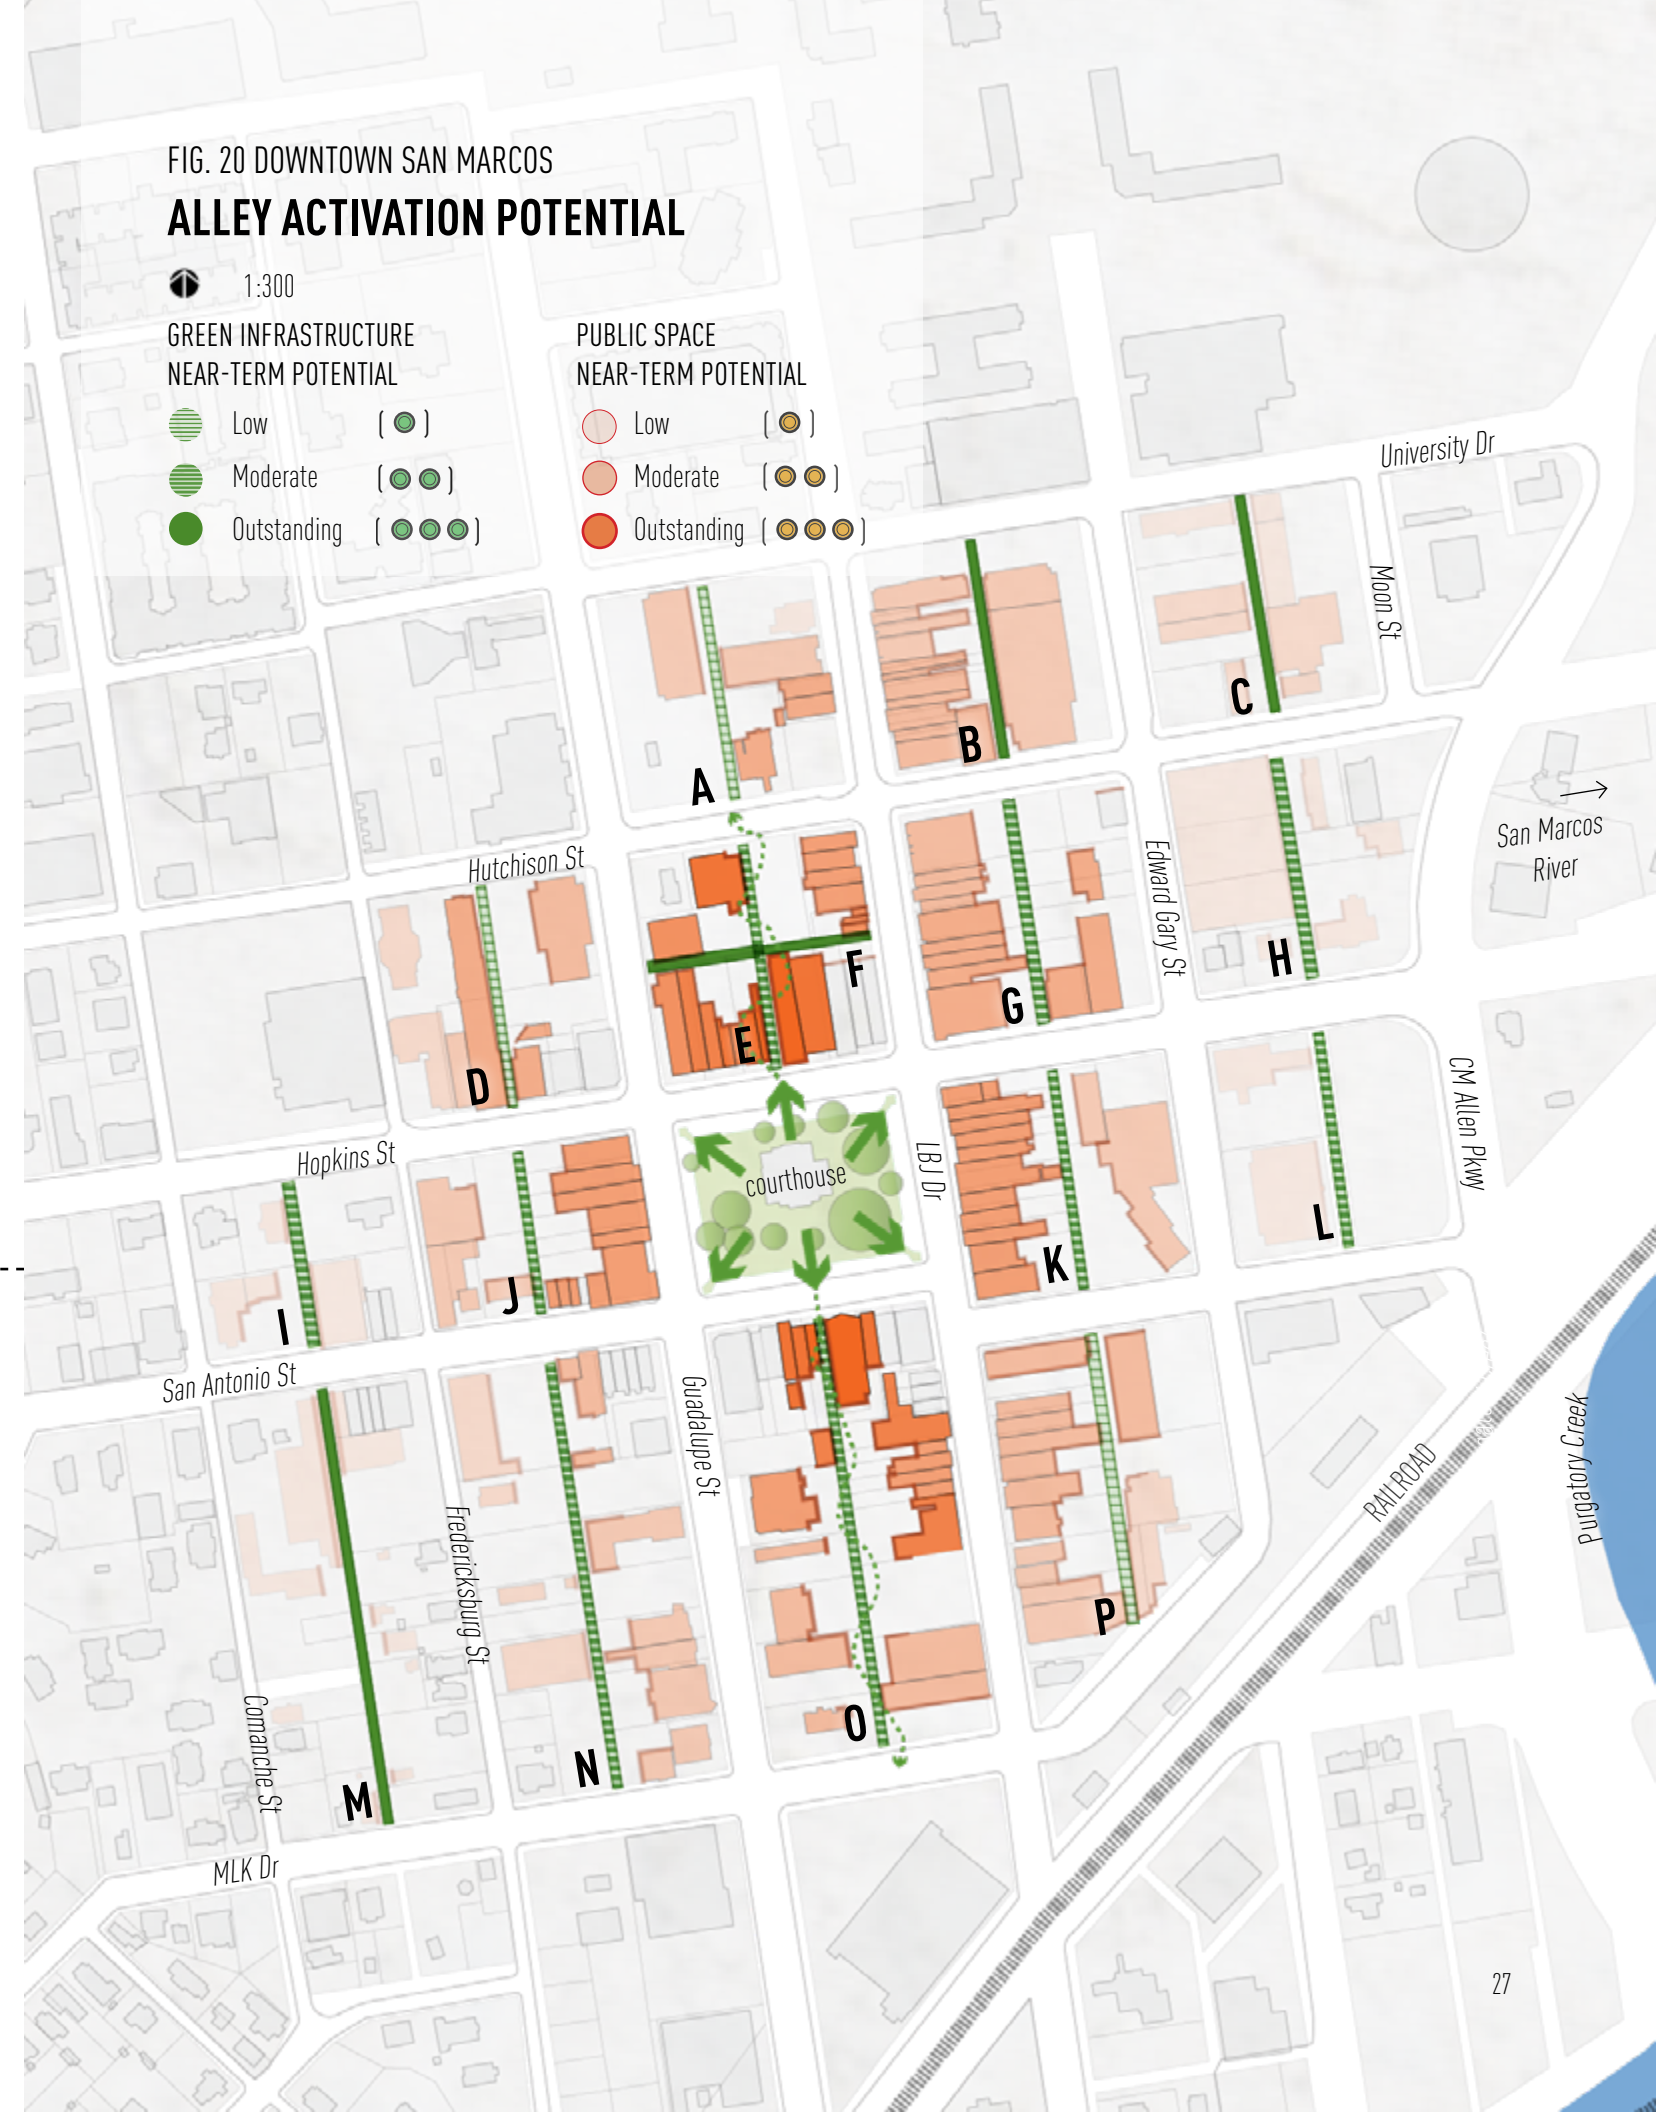 FIG. 20 DOWNTOWN SAN MARCOS
ALLEY ACTIVATION POTENTIAL
1:300
GREEN INFRASTRUCTURE
NEAR-TERM POTENTIAL
Low
Moderate
Outstanding
PUBLIC SPACE
NEAR-TERM POTENTIAL
Low
Moderate
Outstanding
University Dr
Moon St
A
B
C
San Marcos
River
Hutchison St
Edward Gary St
D
E
F
G
H
Hopkins St
courthouse
LBJ Dr
CM Allen Pkwy
I
J
K
L
San Antonio St
Guadalupe St
Fredericksburg St
Comanche St
RAILROAD
Purgatory Creek
M
N
O
P
MLK Dr
27